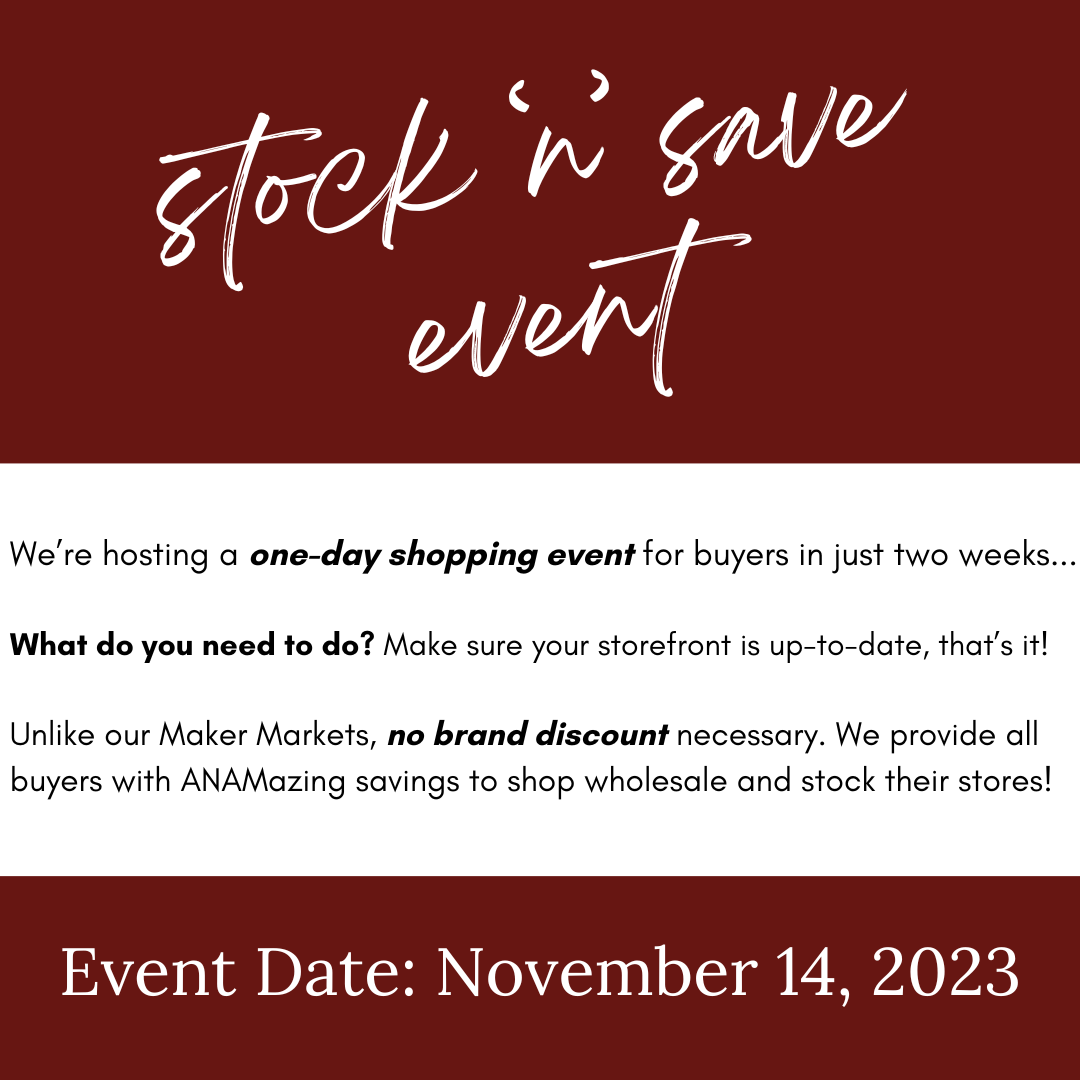 stock ‘n’ save
event
We’re hosting a one-day shopping event for buyers in just two weeks...
What do you need to do? Make sure your storefront is up-to-date, that’s it!
Unlike our Maker Markets, no brand discount necessary. We provide all
buyers with ANAMazing savings to shop wholesale and stock their stores!
Event Date: November 14, 2023